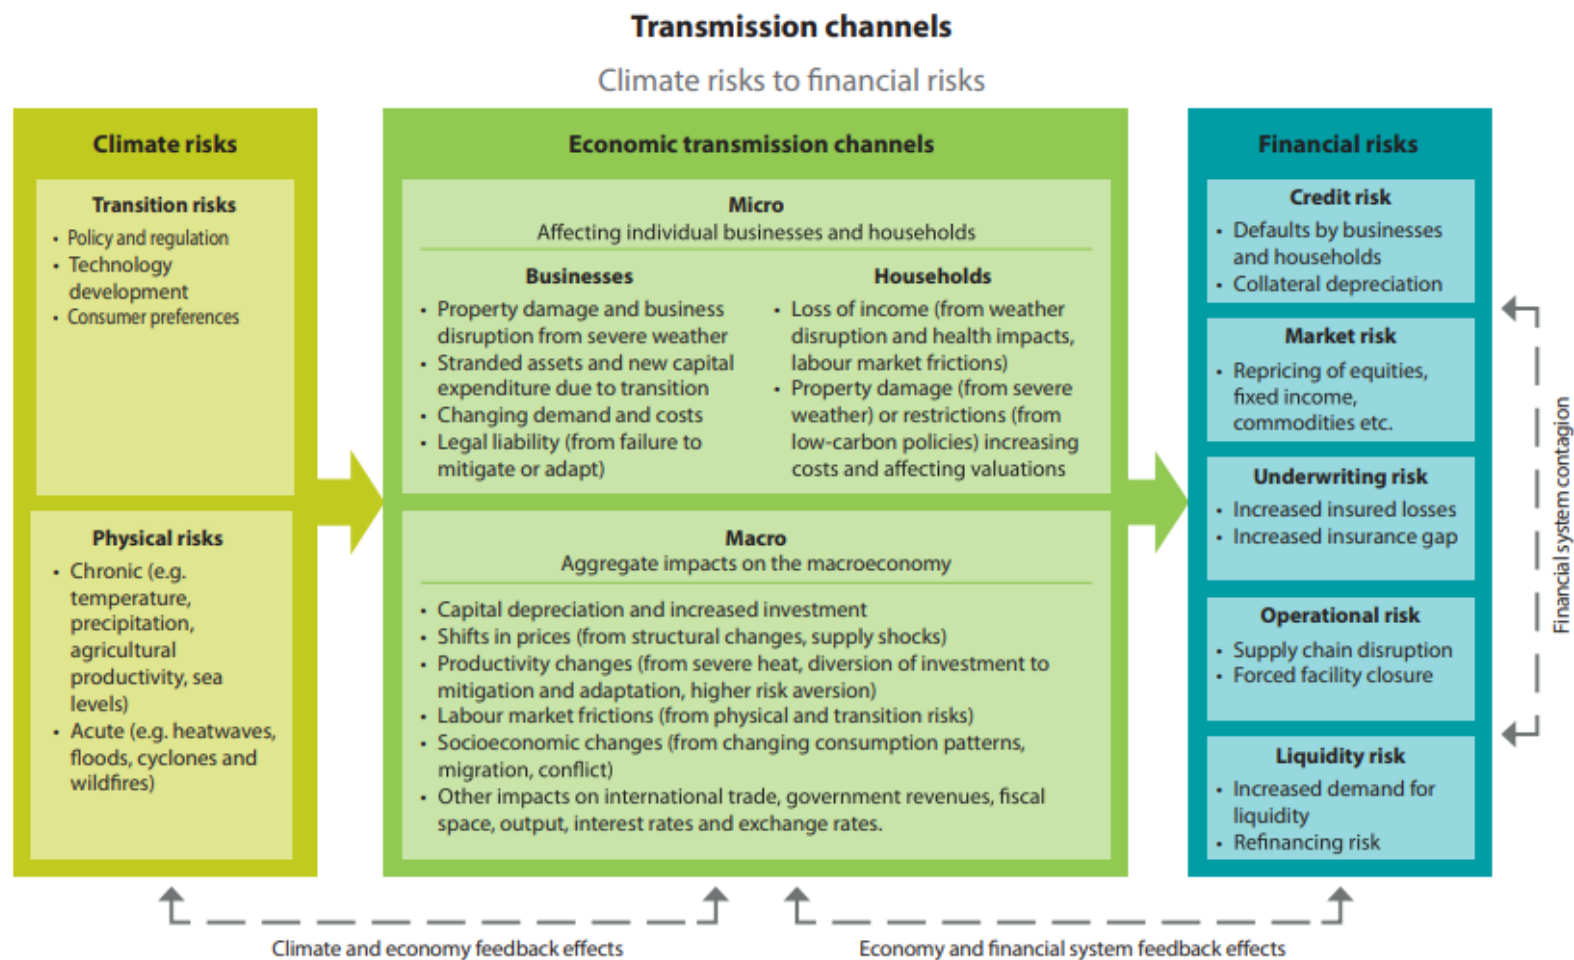 Transmission channels
Climate risks to financial risks
Climate risks
Transition risks
• Policy and regulation
• Technology
development
• Consumer preferences
Physical risks
• Chronic (e.g.
temperature,
precipitation,
agricultural
productivity, sea
levels)
• Acute (e.g. heatwaves,
floods, cyclones and
wildfires)
Economic transmission channels
Micro
Affecting individual businesses and households
Businesses
• Property damage and business
disruption from severe weather
• Stranded assets and new capital
expenditure due to transition
• Changing demand and costs
• Legal liability (from failure to
mitigate or adapt)
Households
• Loss of income (from weather
disruption and health impacts,
labour market frictions)
• Property damage (from severe
weather) or restrictions (from
low-carbon policies) increasing
costs and affecting valuations
Macro
Aggregate impacts on the macroeconomy
• Capital depreciation and increased investment
• Shifts in prices (from structural changes, supply shocks)
• Productivity changes (from severe heat, diversion of investment to
mitigation and adaptation, higher risk aversion)
• Labour market frictions (from physical and transition risks)
• Socioeconomic changes (from changing consumption patterns,
migration, conflict)
• Other impacts on international trade, government revenues, fiscal
space, output, interest rates and exchange rates.
Financial risks
Credit risk
• Defaults by businesses
and households
• Collateral depreciation
Market risk
• Repricing of equities,
fixed income,
commodities etc.
Underwriting risk
• Increased insured losses
• Increased insurance gap
Operational risk
• Supply chain disruption
• Forced facility closure
Liquidity risk
• Increased demand for
liquidity
• Refinancing risk
Financial system contagion
Climate and economy feedback effects
Economy and financial system feedback effects